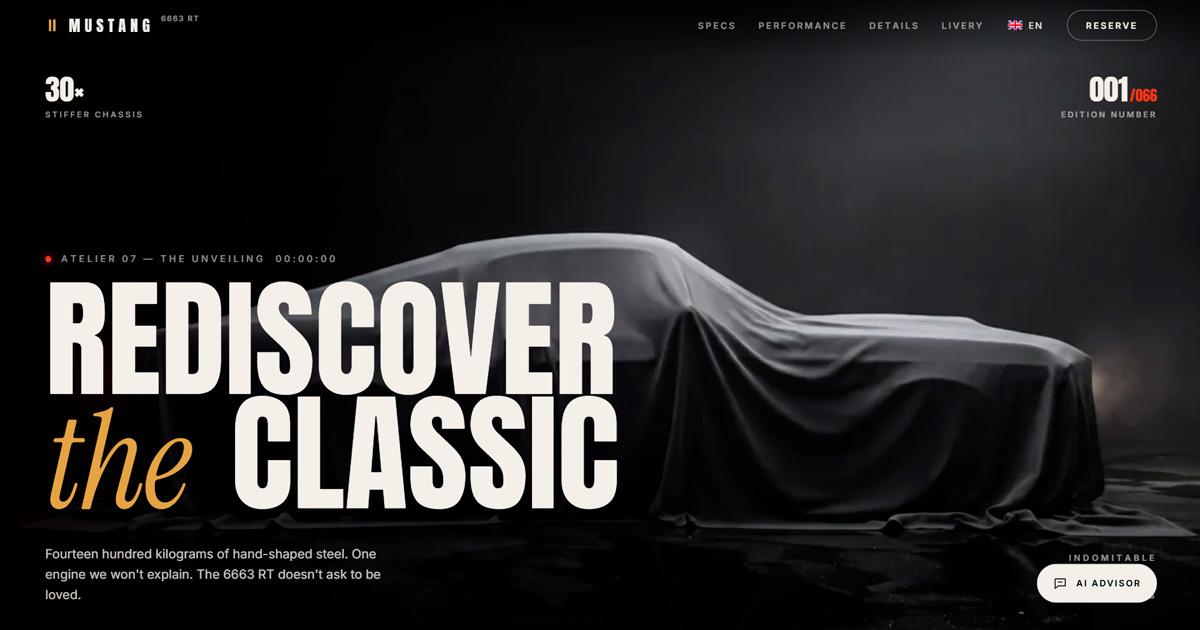 MUSTANG 6663 RT
SPECS PERFORMANCE DETAILS LIVERY EN RESERVE
30×
STIFFER CHASSIS
001/066
EDITION NUMBER
ATELIER 07 — THE UNVEILING 00:00:00
REDISCOVER
the CLASSIC
Fourteen hundred kilograms of hand-shaped steel. One
engine we won't explain. The 6663 RT doesn't ask to be
loved.
INDOMITABLE
AI ADVISOR